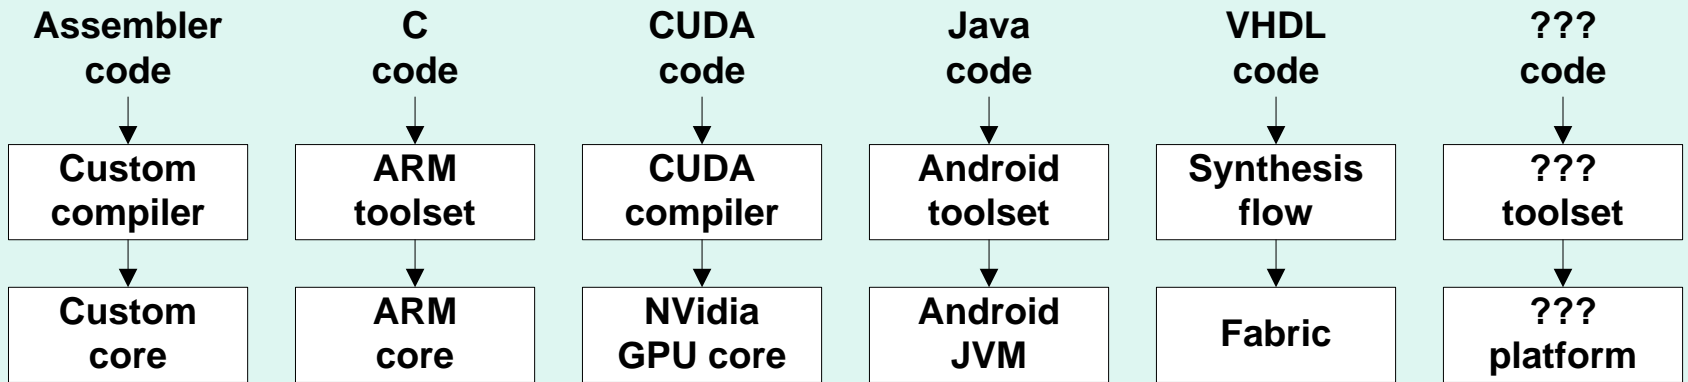 Assembler
code
C
code
CUDA
code
Java
code
VHDL
code
???
code
Custom
compiler
ARM
toolset
CUDA
compiler
Android
toolset
Synthesis
flow
???
toolset
Custom
core
ARM
core
NVidia
GPU core
Android
JVM
Fabric
???
platform